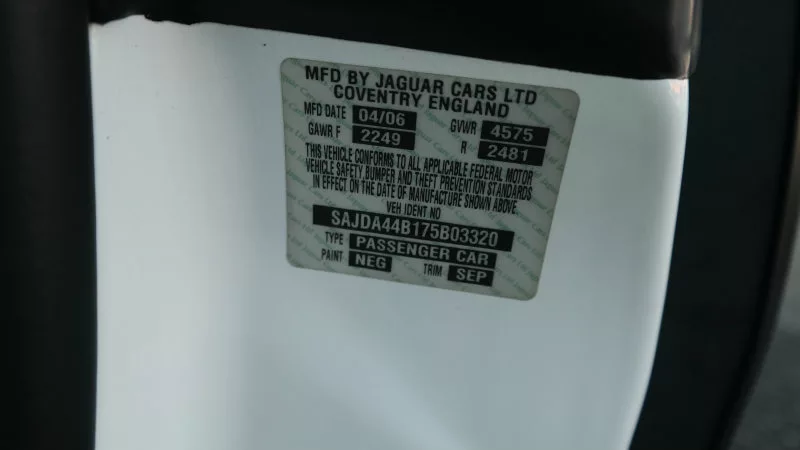 MFD BY JAGUAR CARS LTD
COVENTRY ENGLAND
MFD DATE 04/06 GVWR 4575
GAWR F 2249 R 2481
THIS VEHICLE CONFORMS TO ALL APPLICABLE FEDERAL MOTOR
VEHICLE SAFETY BUMPER AND THEFT PREVENTION STANDARDS
IN EFFECT ON THE DATE OF MANUFACTURE SHOWN ABOVE.
VEH IDENT NO
SAJDA44B175B03320
TYPE PASSENGER CAR
PAINT NEG TRIM SEP